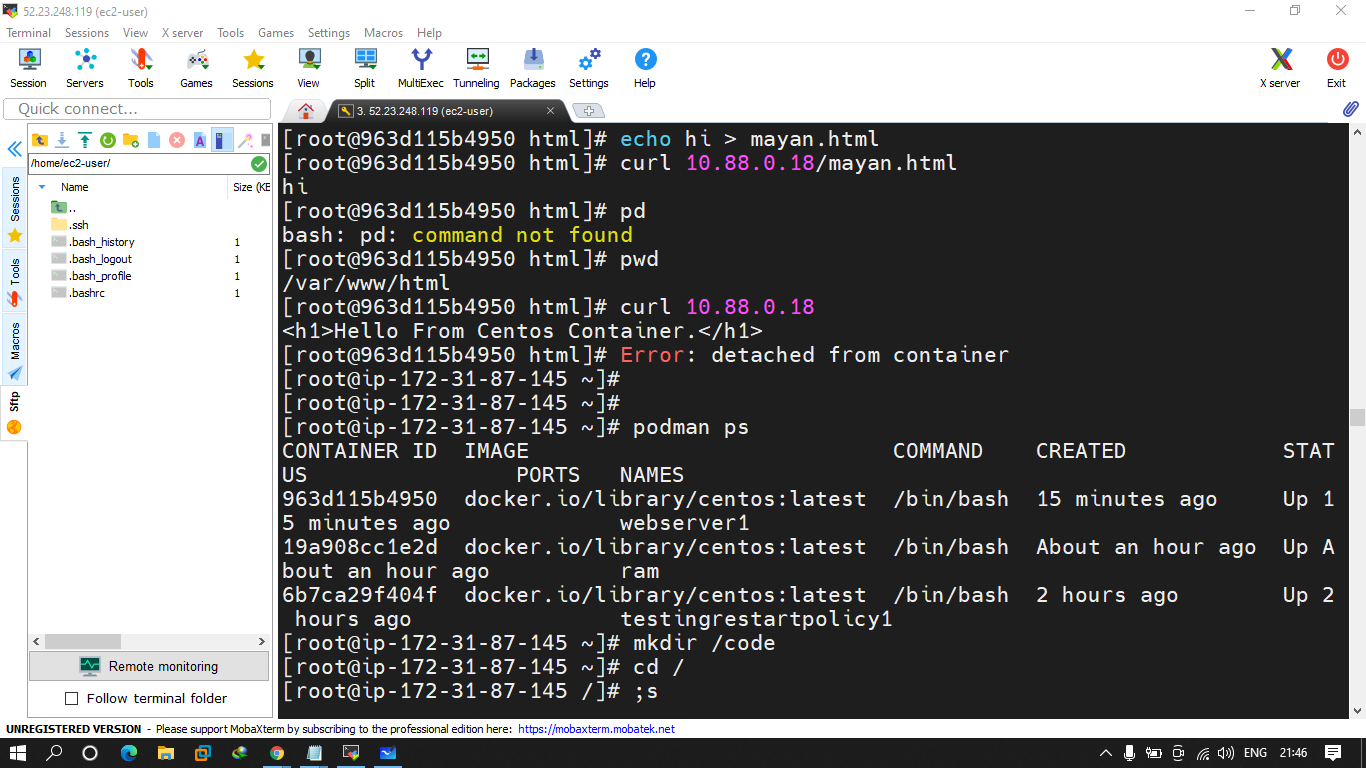 52.23.248.119 (ec2-user)
Terminal Sessions View X server Tools Games Settings Macros Help
Session Servers Tools Games Sessions View Split MultiExec Tunneling Packages Settings Help X server Exit
Quick connect...
3. 52.23.248.119 (ec2-user)
/home/ec2-user/
Name Size (KB
..
.ssh
.bash_history 1
.bash_logout 1
.bash_profile 1
.bashrc 1
Sessions
Tools
Macros
Sftp
Remote monitoring
Follow terminal folder
[root@963d115b4950 html]# echo hi > mayan.html
[root@963d115b4950 html]# curl 10.88.0.18/mayan.html
hi
[root@963d115b4950 html]# pd
bash: pd: command not found
[root@963d115b4950 html]# pwd
/var/www/html
[root@963d115b4950 html]# curl 10.88.0.18
<h1>Hello From Centos Container.</h1>
[root@963d115b4950 html]# Error: detached from container
[root@ip-172-31-87-145 ~]#
[root@ip-172-31-87-145 ~]#
[root@ip-172-31-87-145 ~]# podman ps
CONTAINER ID  IMAGE                            COMMAND    CREATED            STAT
US                PORTS   NAMES
963d115b4950  docker.io/library/centos:latest  /bin/bash  15 minutes ago     Up 1
5 minutes ago             webserver1
19a908cc1e2d  docker.io/library/centos:latest  /bin/bash  About an hour ago  Up A
bout an hour ago          ram
6b7ca29f404f  docker.io/library/centos:latest  /bin/bash  2 hours ago        Up 2
 hours ago                testingrestartpolicy1
[root@ip-172-31-87-145 ~]# mkdir /code
[root@ip-172-31-87-145 ~]# cd /
[root@ip-172-31-87-145 /]# ;s
UNREGISTERED VERSION - Please support MobaXterm by subscribing to the professional edition here: https://mobaxterm.mobatek.net
ENG 21:46